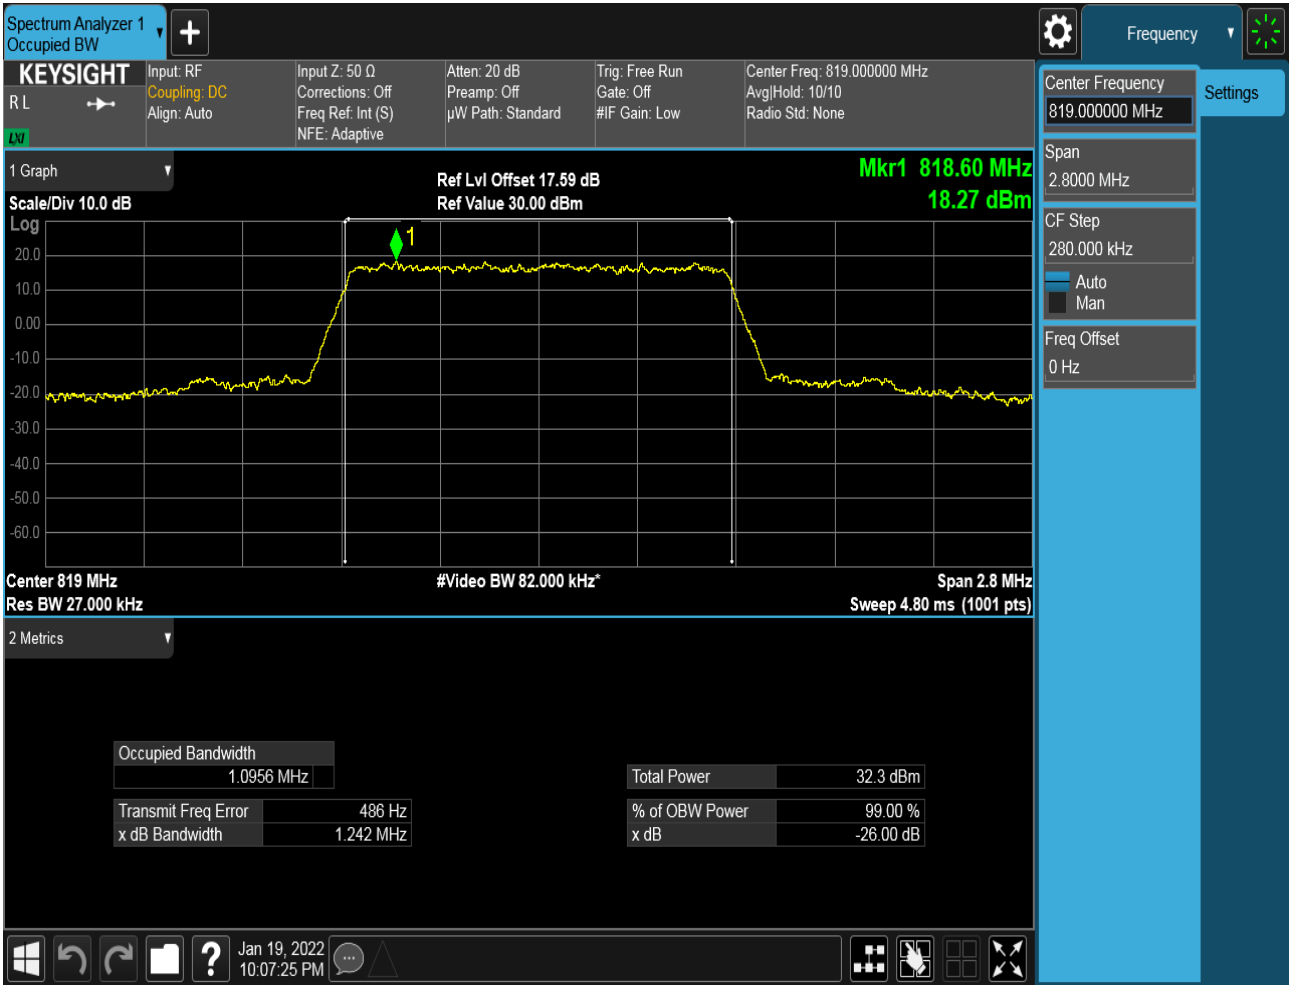 Spectrum Analyzer 1
Occupied BW
Frequency
KEYSIGHT
R L
LXI
Input: RF
Coupling: DC
Align: Auto
Input Z: 50 Ω
Corrections: Off
Freq Ref: Int (S)
NFE: Adaptive
Atten: 20 dB
Preamp: Off
µW Path: Standard
Trig: Free Run
Gate: Off
#IF Gain: Low
Center Freq: 819.000000 MHz
Avg|Hold: 10/10
Radio Std: None
Center Frequency
819.000000 MHz
Settings
Span
2.8000 MHz
CF Step
280.000 kHz
Auto
Man
Freq Offset
0 Hz
1 Graph
Ref Lvl Offset 17.59 dB
Mkr1 818.60 MHz
Scale/Div 10.0 dB
Ref Value 30.00 dBm
18.27 dBm
Log
1
20.0
10.0
0.00
-10.0
-20.0
-30.0
-40.0
-50.0
-60.0
Center 819 MHz
#Video BW 82.000 kHz*
Span 2.8 MHz
Res BW 27.000 kHz
Sweep 4.80 ms (1001 pts)
2 Metrics
Occupied Bandwidth
1.0956 MHz
Total Power 32.3 dBm
Transmit Freq Error 486 Hz
% of OBW Power 99.00 %
x dB Bandwidth 1.242 MHz
x dB -26.00 dB
?
Jan 19, 2022
10:07:25 PM